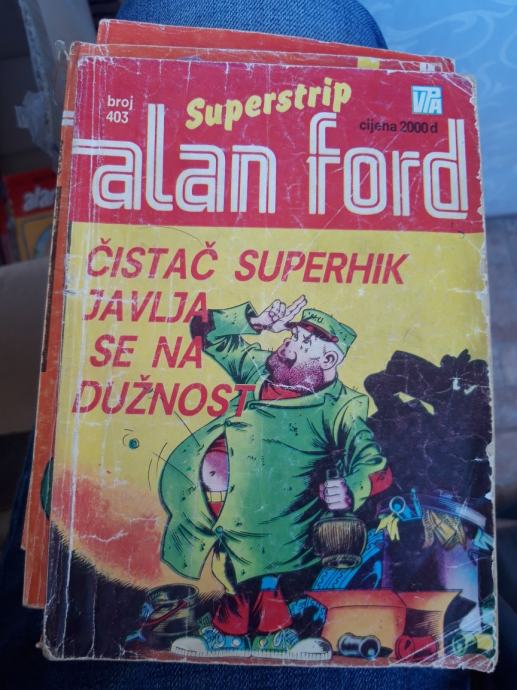 broj
403
Superstrip
VPA
cijena 2000 d
alan ford
ČISTAČ SUPERHIK
JAVLJA
SE NA
DUŽNOST